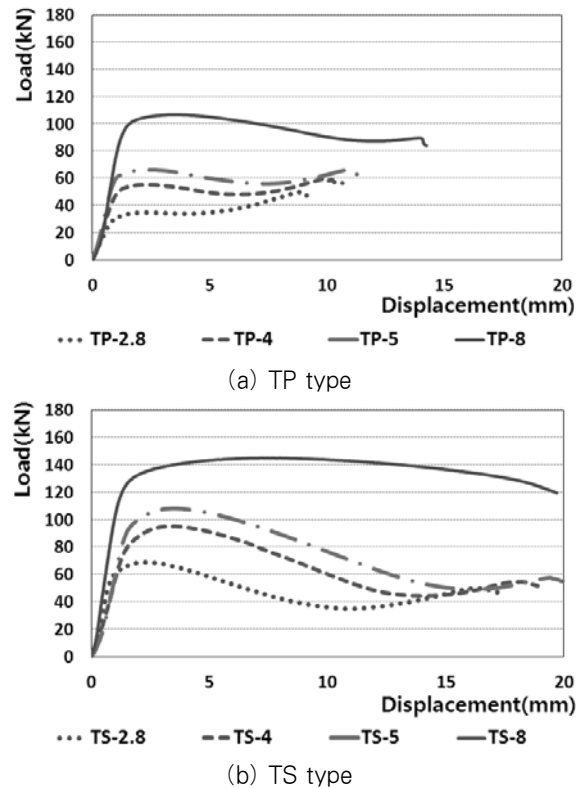 Load(kN)
180
160
140
120
100
80
60
40
20
0
0 5 10 15 20
Displacement(mm)
TP-2.8 TP-4 TP-5 TP-8
(a) TP type
Load(kN)
180
160
140
120
100
80
60
40
20
0
0 5 10 15 20
Displacement(mm)
TS-2.8 TS-4 TS-5 TS-8
(b) TS type